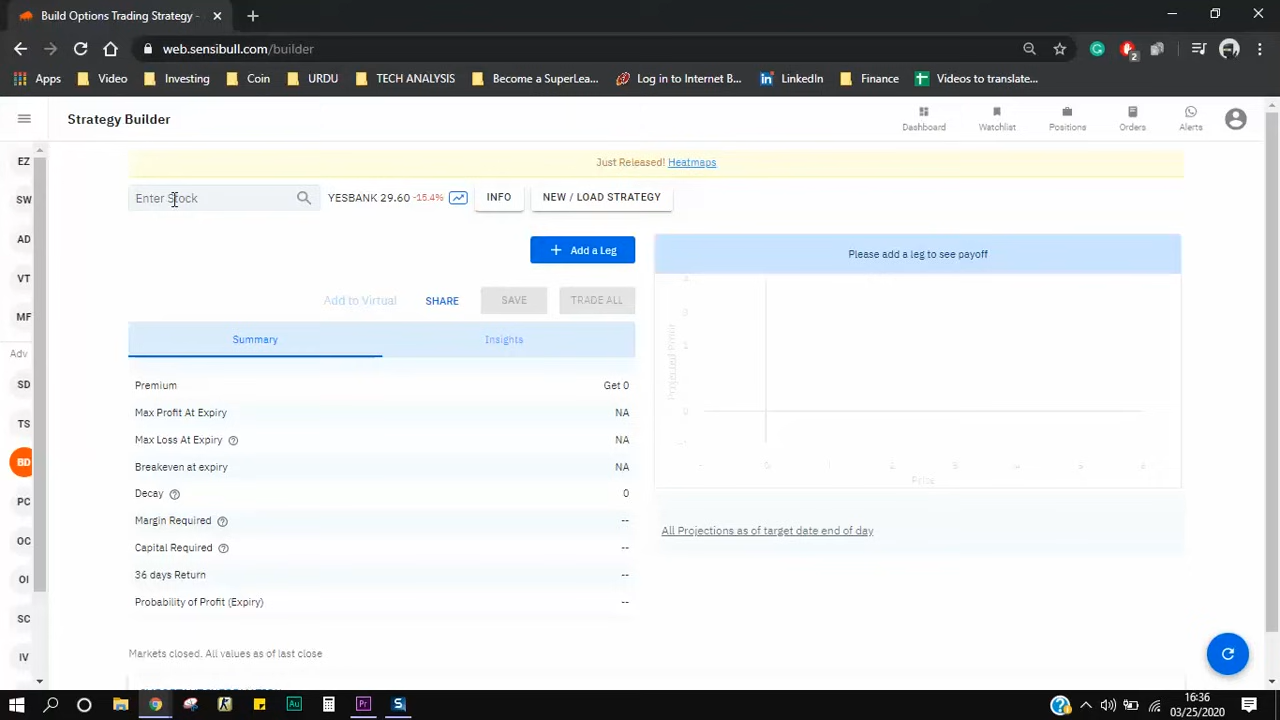 Build Options Trading Strategy -
web.sensibull.com/builder
2
Apps Video Investing Coin URDU TECH ANALYSIS Become a SuperLea... Log in to Internet B... LinkedIn Finance Videos to translate...
Strategy Builder
Dashboard Watchlist Positions Orders Alerts
Just Released! Heatmaps
Enter Stock YESBANK 29.60 -15.4% INFO NEW / LOAD STRATEGY
+ Add a Leg
Please add a leg to see payoff
Add to Virtual SHARE SAVE TRADE ALL
Summary Insights
Premium Get 0
Max Profit At Expiry NA
Max Loss At Expiry NA
Breakeven at expiry NA
Decay 0
Margin Required --
Capital Required --
36 days Return --
Probability of Profit (Expiry) --
Projected Profit
Price
All Projections as of target date end of day
Markets closed. All values as of last close
EZ
SW
AD
VT
MF
Adv
SD
TS
BD
PC
OC
OI
SC
IV
16:36
03/25/2020